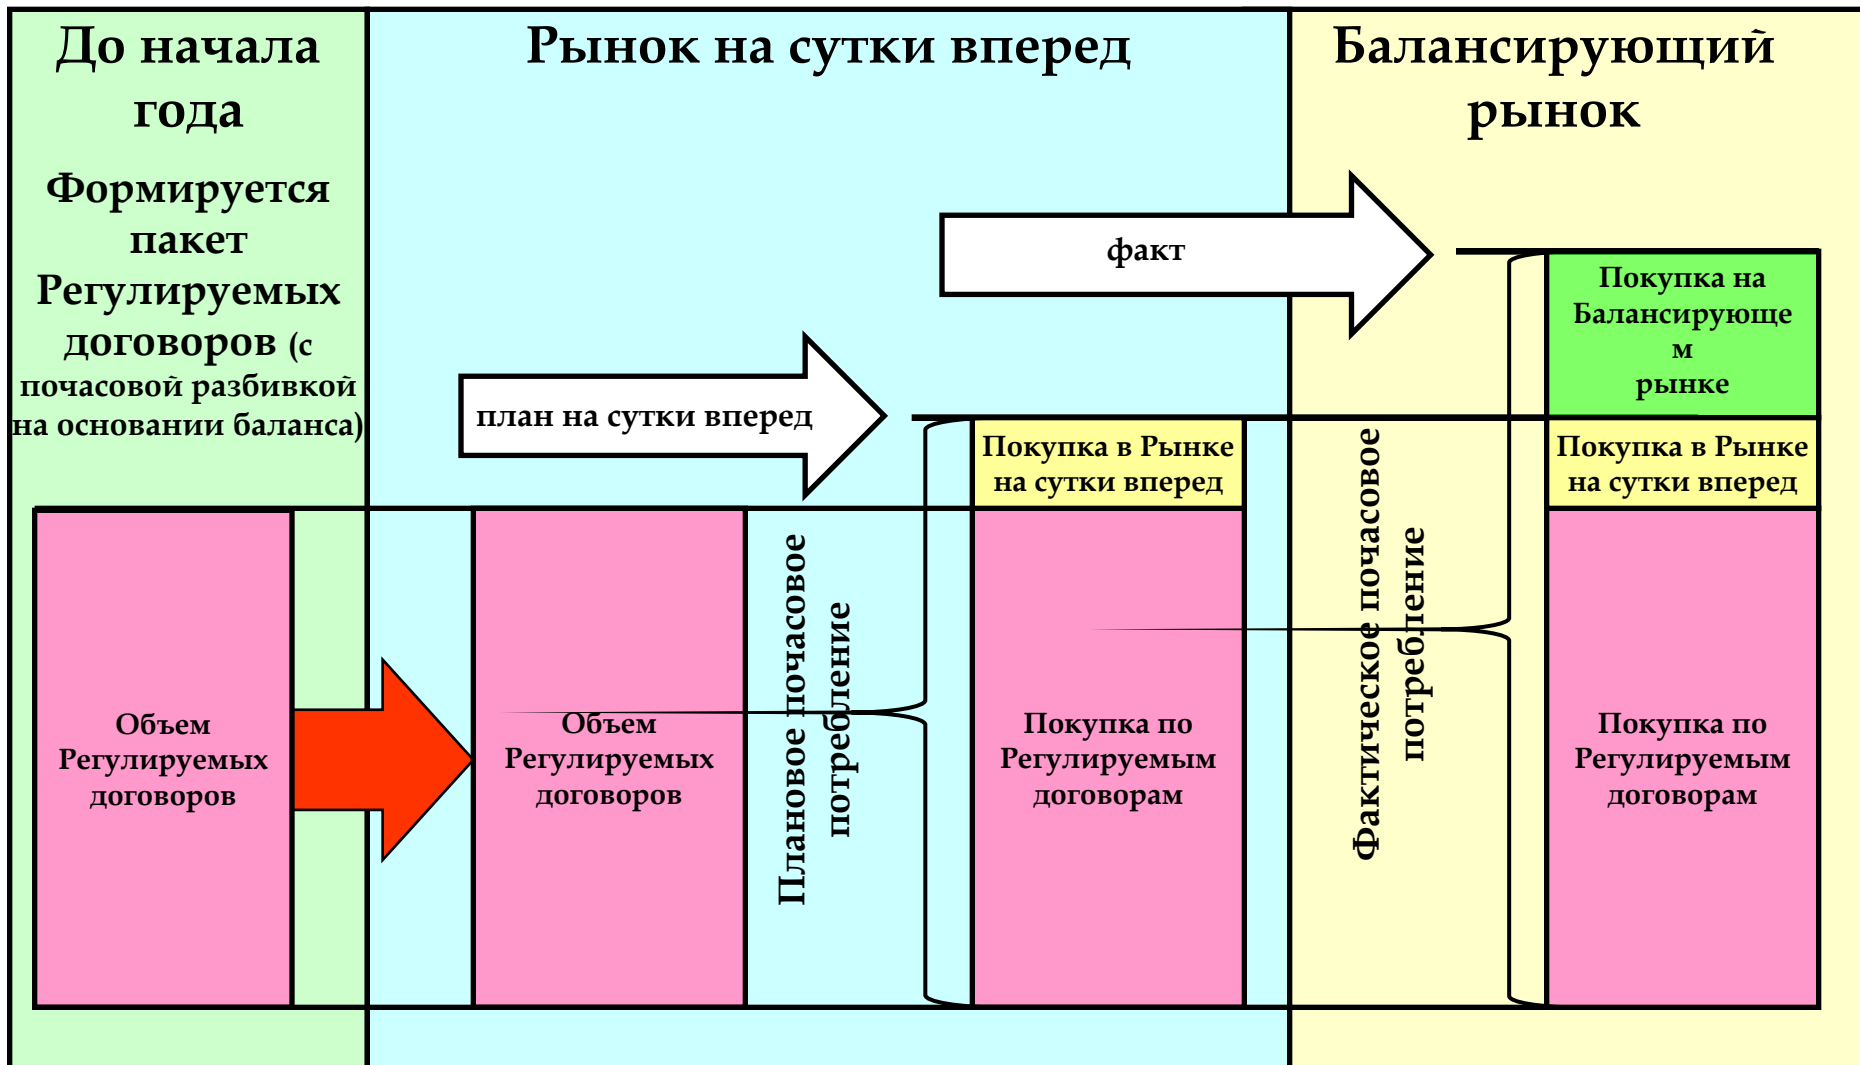 До начала
года
Формируется
пакет
Регулируемых
договоров (с
почасовой разбивкой
на основании баланса)
Объем
Регулируемых
договоров
Рынок на сутки вперед
факт
план на сутки вперед
Объем
Регулируемых
договоров
Плановое почасовое
потребление
Покупка в Рынке
на сутки вперед
Покупка по
Регулируемым
договорам
Балансирующий
рынок
Фактическое почасовое
потребление
Покупка на
Балансирующе
м
рынке
Покупка в Рынке
на сутки вперед
Покупка по
Регулируемым
договорам